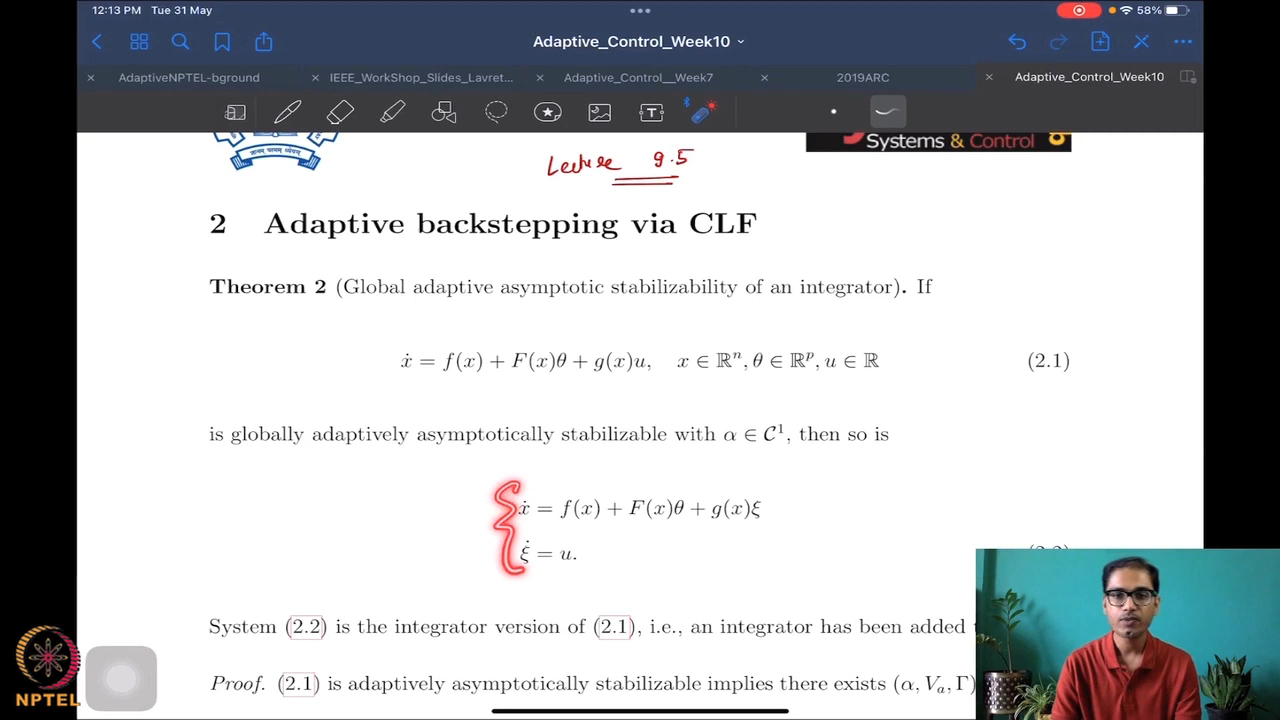 12:13 PM Tue 31 May
58%
Adaptive_Control_Week10
AdaptiveNPTEL-bground
IEEE_WorkShop_Slides_Lavret...
Adaptive_Control__Week7
2019ARC
Adaptive_Control_Week10
Systems & Control
Lecture 9.5
2 Adaptive backstepping via CLF
Theorem 2 (Global adaptive asymptotic stabilizability of an integrator). If
ẋ = f(x) + F(x)θ + g(x)u, x ∈ ℝⁿ, θ ∈ ℝᵖ, u ∈ ℝ (2.1)
is globally adaptively asymptotically stabilizable with α ∈ 𝒞¹, then so is
ẋ = f(x) + F(x)θ + g(x)ξ
ξ̇ = u.
System (2.2) is the integrator version of (2.1), i.e., an integrator has been added
Proof. (2.1) is adaptively asymptotically stabilizable implies there exists (α, Vₐ, Γ)
NPTEL